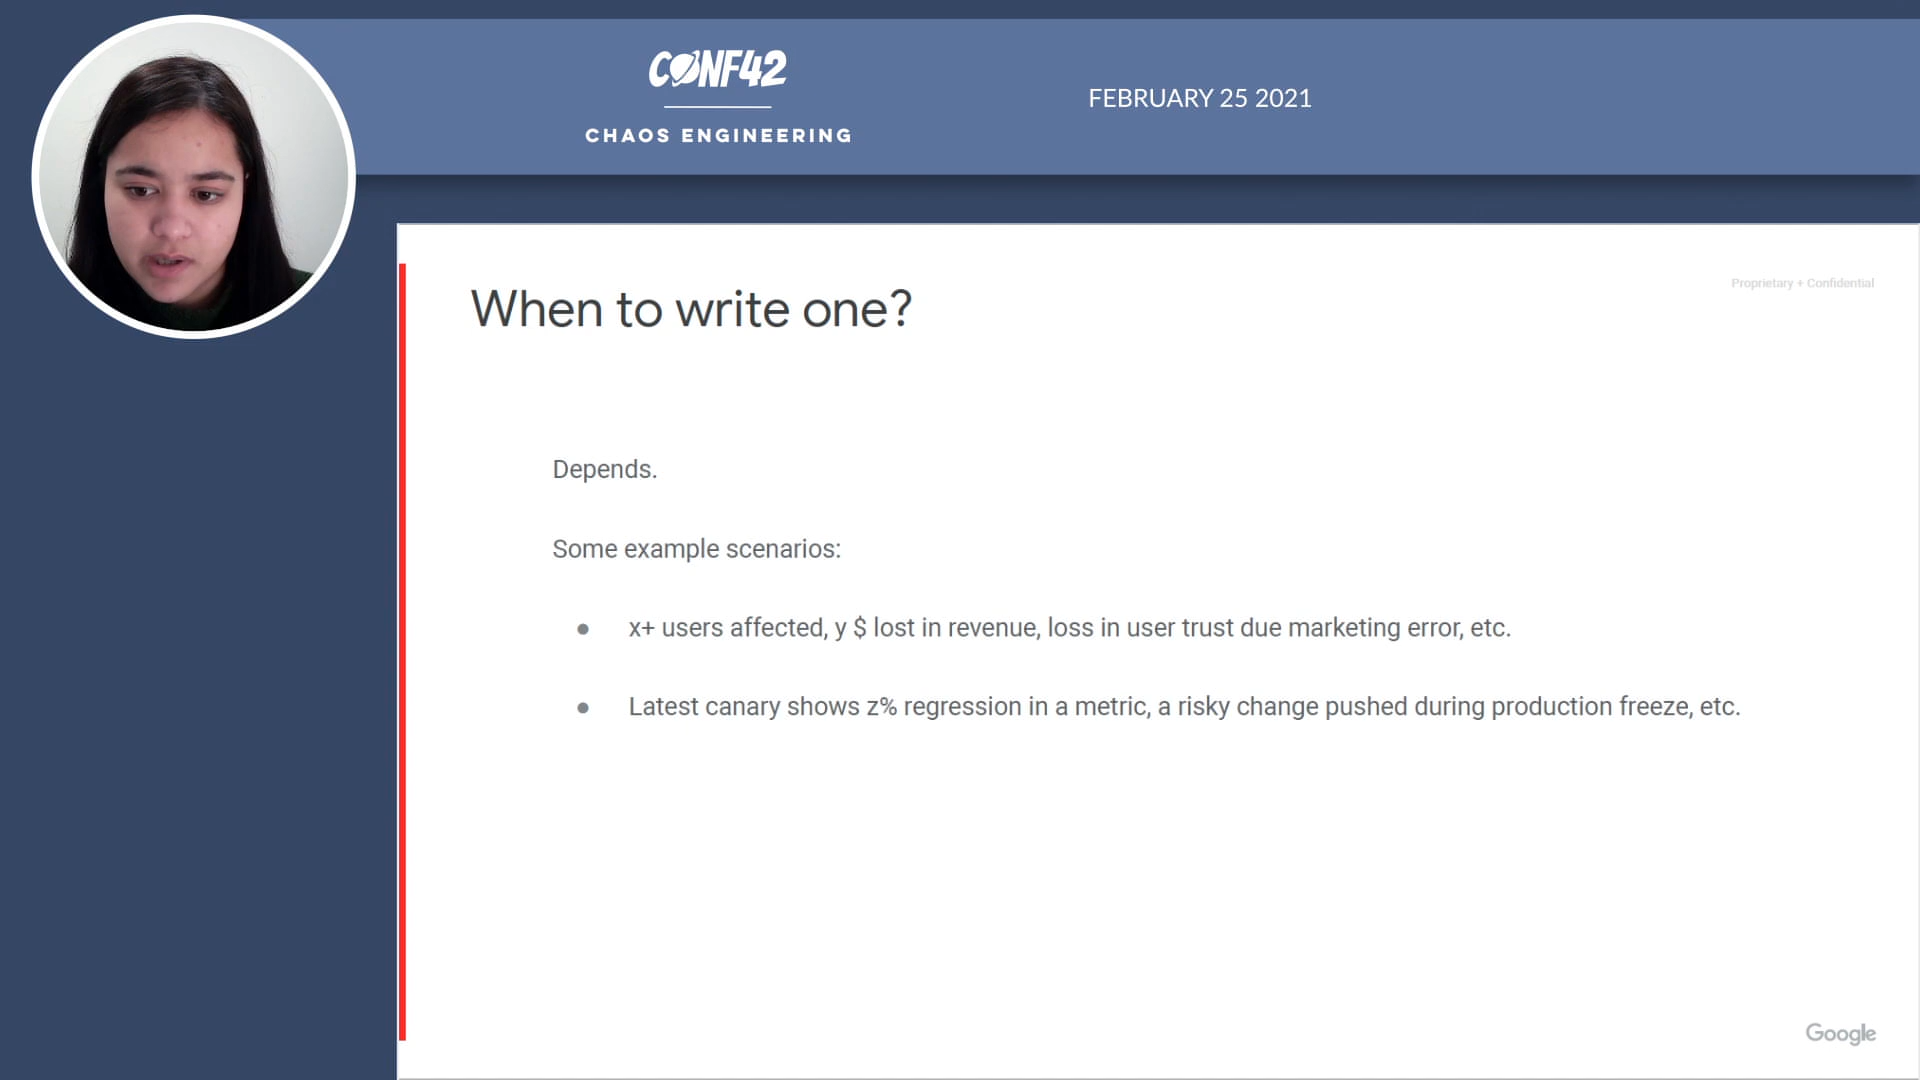 CONF42
CHAOS ENGINEERING
FEBRUARY 25 2021
Proprietary + Confidential
When to write one?
Depends.
Some example scenarios:
● x+ users affected, y $ lost in revenue, loss in user trust due marketing error, etc.
● Latest canary shows z% regression in a metric, a risky change pushed during production freeze, etc.
Google